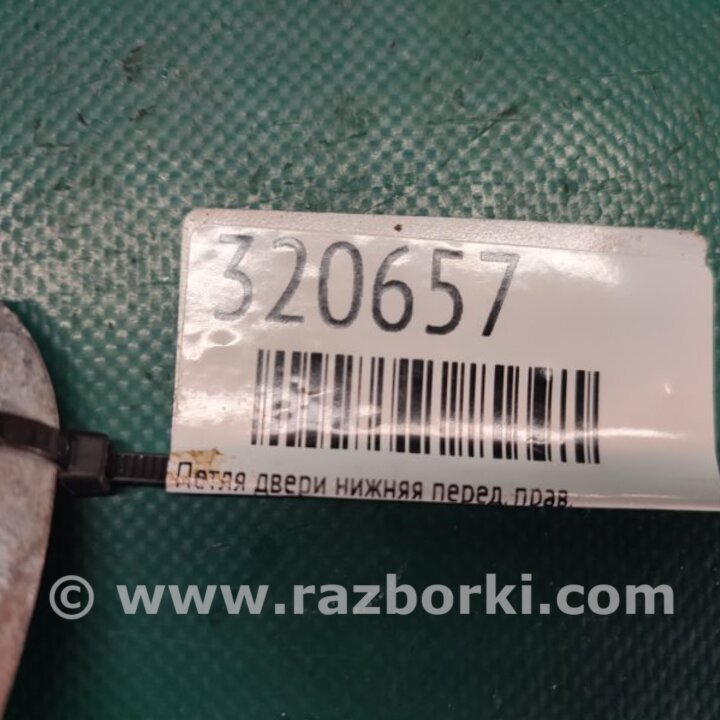 320657
Петля двери нижняя перед. прав.
© www.razborki.com